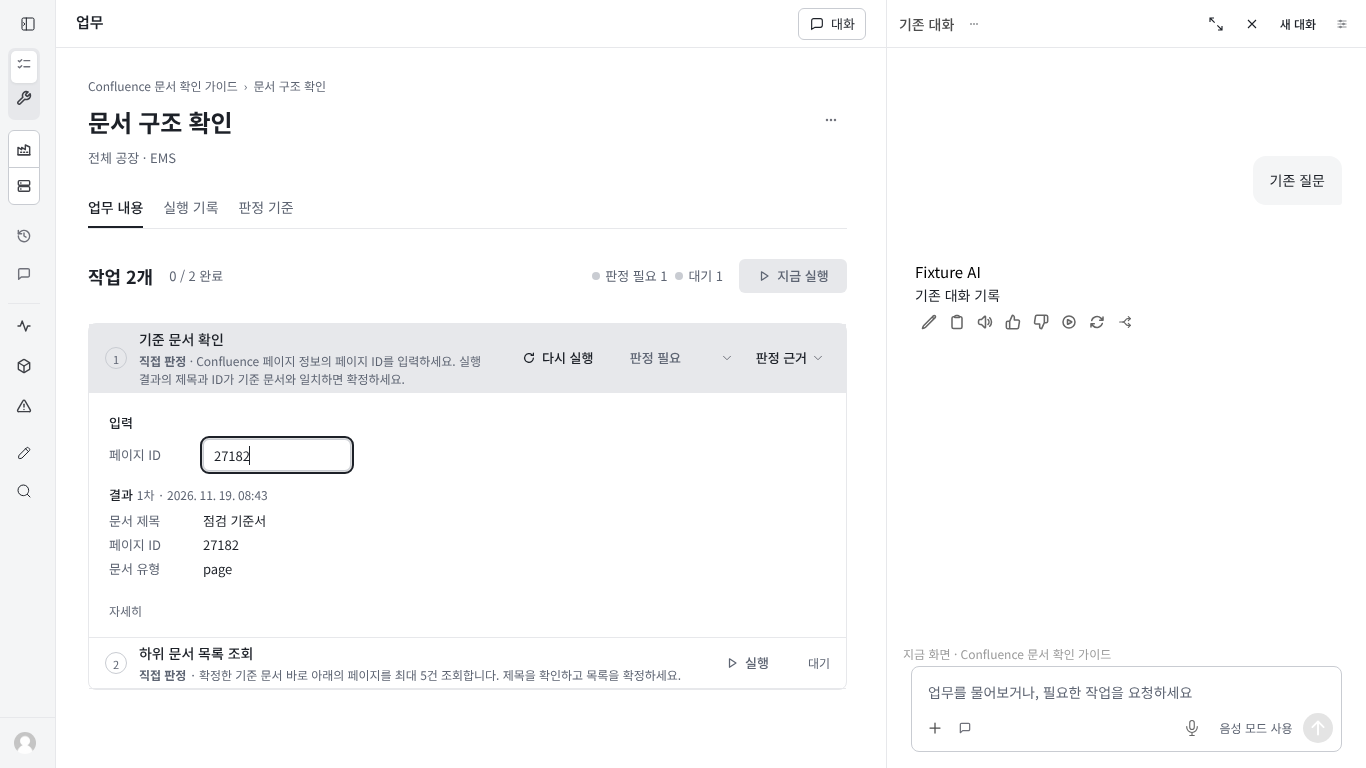 업무
대화
Confluence 문서 확인 가이드 › 문서 구조 확인
문서 구조 확인
전체 공장 · EMS
업무 내용 실행 기록 판정 기준
작업 2개 0 / 2 완료 판정 필요 1 대기 1 지금 실행
1
기준 문서 확인
직접 판정 · Confluence 페이지 정보의 페이지 ID를 입력하세요. 실행
결과의 제목과 ID가 기준 문서와 일치하면 확정하세요.
다시 실행 판정 필요 판정 근거
입력
페이지 ID 27182
결과 1차 · 2026. 11. 19. 08:43
문서 제목 점검 기준서
페이지 ID 27182
문서 유형 page
자세히
2
하위 문서 목록 조회
직접 판정 · 확정한 기준 문서 바로 아래의 페이지를 최대 5건 조회합니다. 제목을 확인하고 목록을 확정하세요.
실행 대기
기존 대화 ··· 새 대화
기존 질문
Fixture AI
기존 대화 기록
지금 화면 · Confluence 문서 확인 가이드
업무를 물어보거나, 필요한 작업을 요청하세요
음성 모드 사용